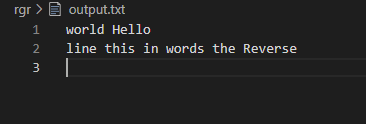 rgr > output.txt
1 world Hello
2 line this in words the Reverse
3